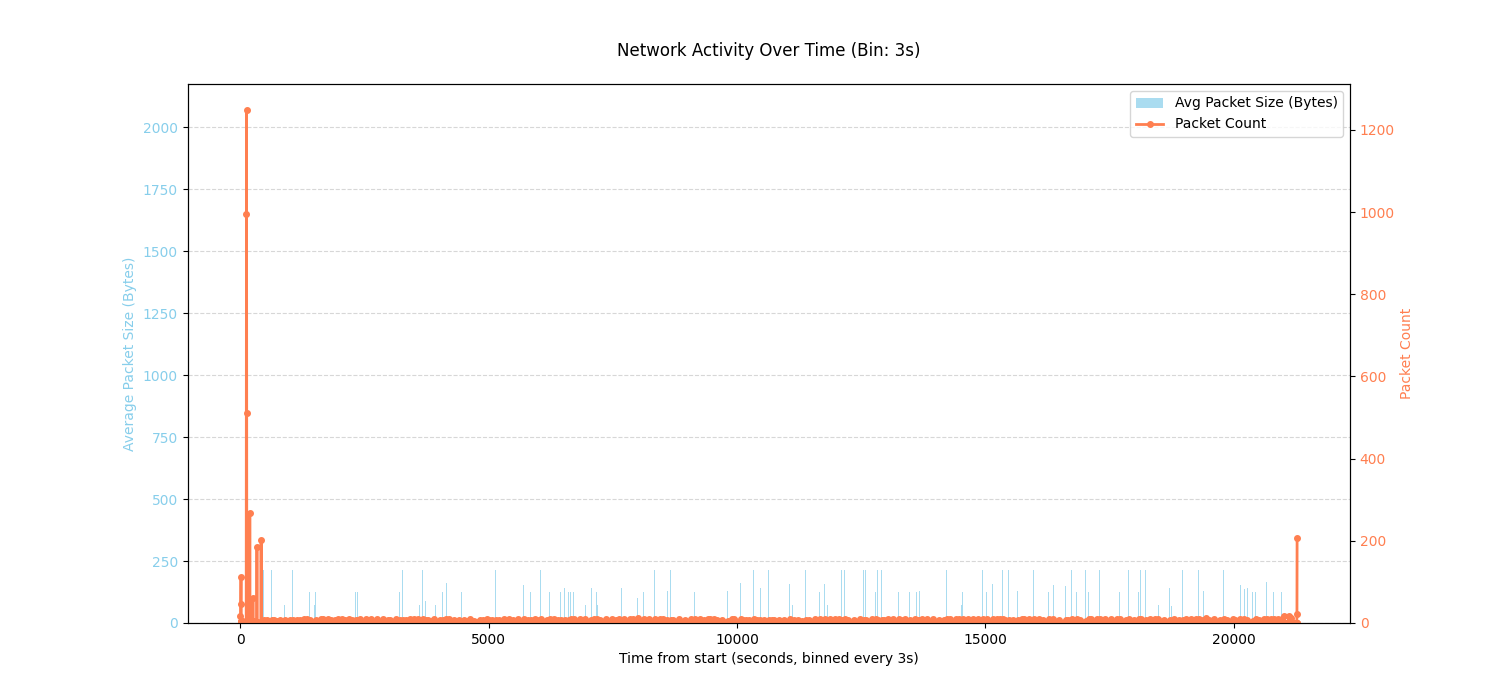 Network Activity Over Time (Bin: 3s)
Avg Packet Size (Bytes)
Packet Count
2000
1750
1500
1250
1000
750
500
250
0
Average Packet Size (Bytes)
1200
1000
800
600
400
200
0
Packet Count
0 5000 10000 15000 20000
Time from start (seconds, binned every 3s)